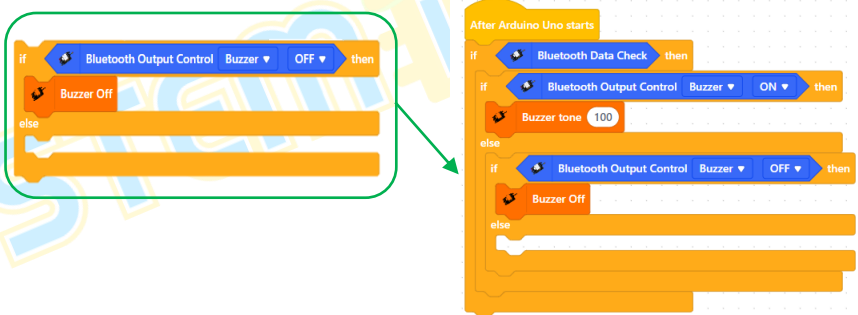 if Bluetooth Output Control Buzzer ▼ OFF ▼ then
Buzzer Off
else
After Arduino Uno starts
if Bluetooth Data Check then
if Bluetooth Output Control Buzzer ▼ ON ▼ then
Buzzer tone 100
else
if Bluetooth Output Control Buzzer ▼ OFF ▼ then
Buzzer Off
else